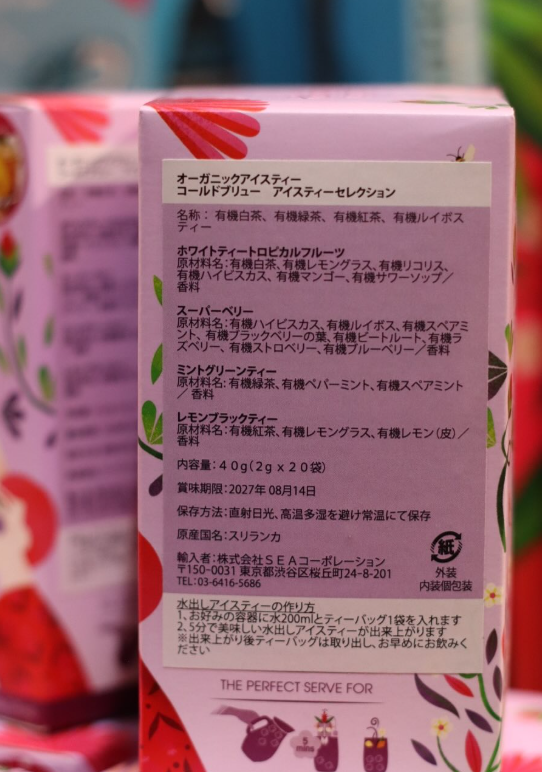 オーガニックアイスティー
コールドブリュー　アイスティーセレクション
名称：有機白茶、有機緑茶、有機紅茶、有機ルイボス
ティー
ホワイトティートロピカルフルーツ
原材料名：有機白茶、有機レモングラス、有機リコリス、
有機ハイビスカス、有機マンゴー、有機サワーソップ／
香料
スーパーベリー
原材料名：有機ハイビスカス、有機ルイボス、有機スペアミ
ント、有機ブラックベリーの葉、有機ビートルート、有機ラ
ズベリー、有機ストロベリー、有機ブルーベリー／香料
ミントグリーンティー
原材料名：有機緑茶、有機ペパーミント、有機スペアミント
／香料
レモンブラックティー
原材料名：有機紅茶、有機レモングラス、有機レモン（皮）／
香料
内容量：４０g（2ｇｘ２０袋）
賞味期限：2027年 08月14日
保存方法：直射日光、高温多湿を避け常温にて保存
原産国名：スリランカ
輸入者：株式会社ＳＥＡコーポレーション
〒150-0031 東京都渋谷区桜丘町24-8-201
TEL：03-6416-5686
紙
外装
内装個包装
水出しアイスティーの作り方
1、お好みの容器に水200mlとティーバッグ1袋を入れます
2、5分で美味しい水出しアイスティーが出来上がります
※出来上がり後ティーバッグは取り出し、お早めにお飲みく
ださい
THE PERFECT SERVE FOR
5
mins